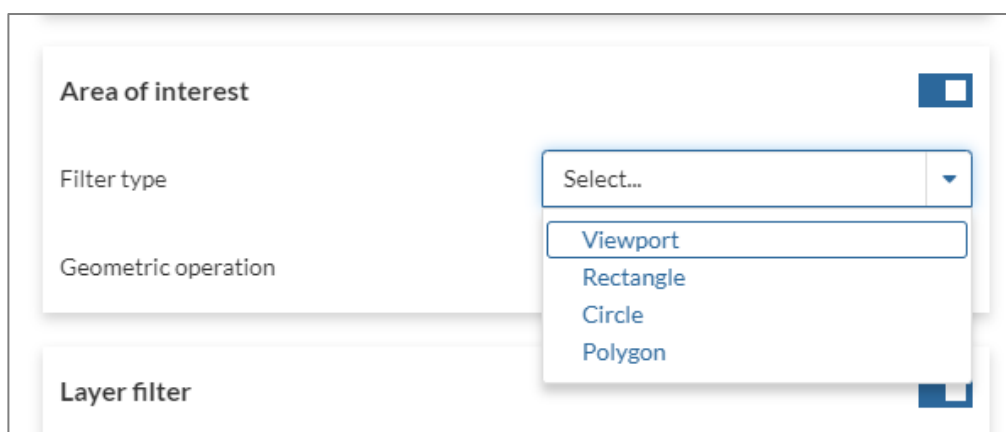 Area of interest
Filter type
Select...
Viewport
Rectangle
Circle
Polygon
Geometric operation
Layer filter